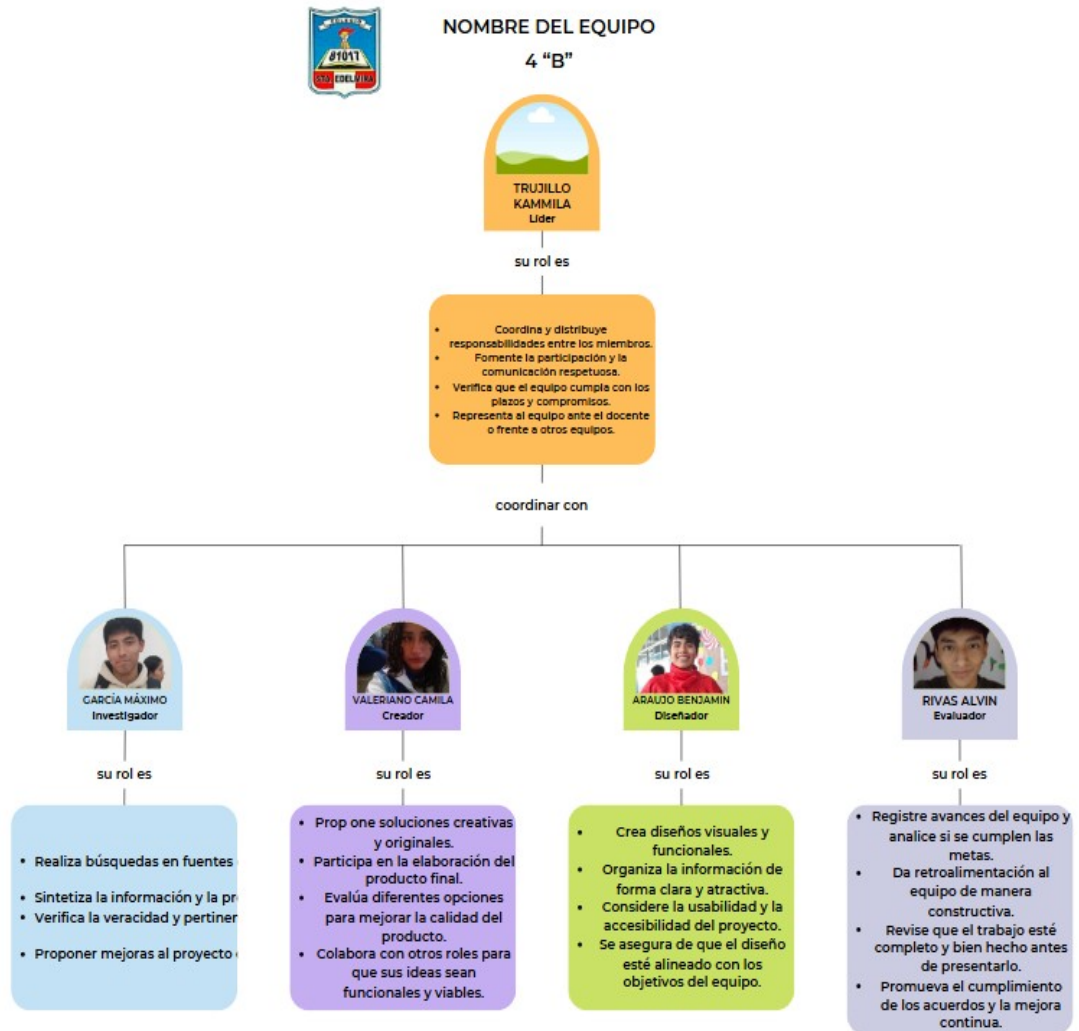 NOMBRE DEL EQUIPO
4 “B”
81017
STA. EDELMIRA
TRUJILLO
KAMMILA
Líder
su rol es
• Coordina y distribuye
responsabilidades entre los miembros.
• Fomente la participación y la
comunicación respetuosa.
• Verifica que el equipo cumpla con los
plazos y compromisos.
• Representa al equipo ante el docente
o frente a otros equipos.
coordinar con
GARCÍA MÁXIMO
Investigador
su rol es
• Realiza búsquedas en fuentes
• Sintetiza la información y la pr
• Verifica la veracidad y pertiner
• Proponer mejoras al proyecto
VALERIANO CAMILA
Creador
su rol es
• Prop one soluciones creativas
y originales.
• Participa en la elaboración del
producto final.
• Evalúa diferentes opciones
para mejorar la calidad del
producto.
• Colabora con otros roles para
que sus ideas sean
funcionales y viables.
ARAUJO BENJAMIN
Diseñador
su rol es
• Crea diseños visuales y
funcionales.
• Organiza la información de
forma clara y atractiva.
• Considere la usabilidad y la
accesibilidad del proyecto.
• Se asegura de que el diseño
esté alineado con los
objetivos del equipo.
RIVAS ALVIN
Evaluador
su rol es
• Registre avances del equipo y
analice si se cumplen las
metas.
• Da retroalimentación al
equipo de manera
constructiva.
• Revise que el trabajo esté
completo y bien hecho antes
de presentarlo.
• Promueva el cumplimiento
de los acuerdos y la mejora
continua.